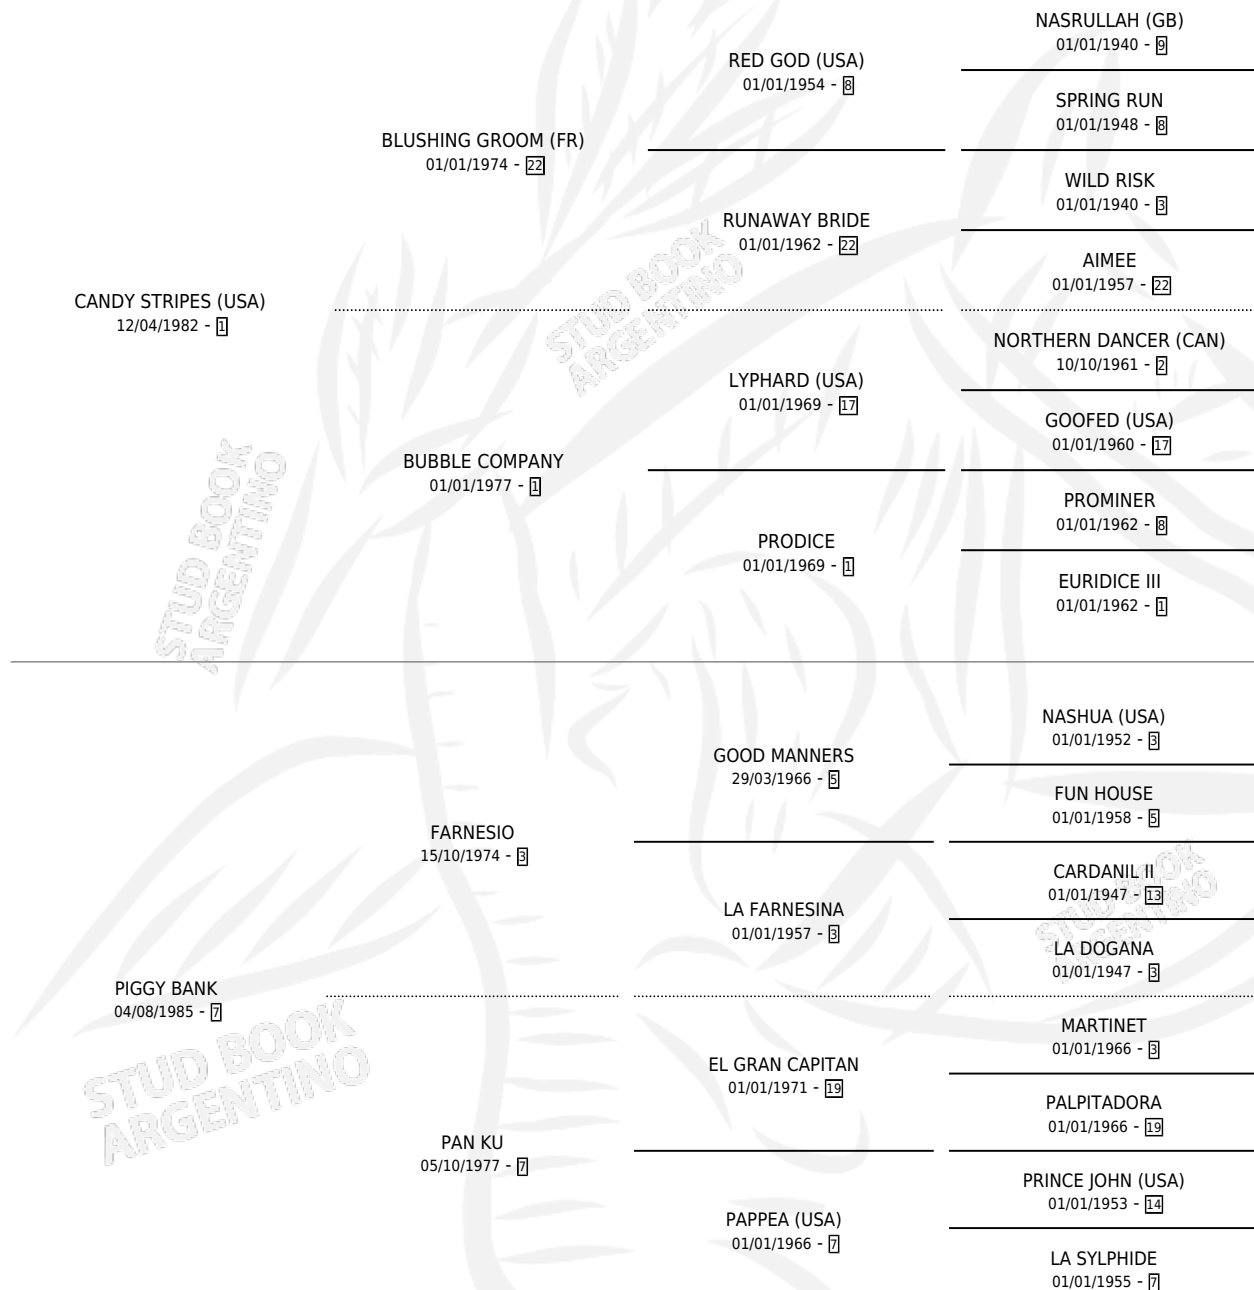 NASRULLAH (GB)
01/01/1940 - 9
RED GOD (USA)
01/01/1954 - 8
SPRING RUN
01/01/1948 - 8
BLUSHING GROOM (FR)
01/01/1974 - 22
WILD RISK
01/01/1940 - 3
RUNAWAY BRIDE
01/01/1962 - 22
AIMEE
01/01/1957 - 22
CANDY STRIPES (USA)
12/04/1982 - 1
NORTHERN DANCER (CAN)
10/10/1961 - 2
LYPHARD (USA)
01/01/1969 - 17
GOOFED (USA)
01/01/1960 - 17
BUBBLE COMPANY
01/01/1977 - 1
PROMINER
01/01/1962 - 8
PRODICE
01/01/1969 - 1
EURIDICE III
01/01/1962 - 1
NASHUA (USA)
01/01/1952 - 3
GOOD MANNERS
29/03/1966 - 5
FUN HOUSE
01/01/1958 - 5
FARNESIO
15/10/1974 - 3
CARDANIL II
01/01/1947 - 13
LA FARNESINA
01/01/1957 - 3
LA DOGANA
01/01/1947 - 3
PIGGY BANK
04/08/1985 - 7
MARTINET
01/01/1966 - 3
EL GRAN CAPITAN
01/01/1971 - 19
PALPITADORA
01/01/1966 - 19
PAN KU
05/10/1977 - 7
PRINCE JOHN (USA)
01/01/1953 - 14
PAPPEA (USA)
01/01/1966 - 7
LA SYLPHIDE
01/01/1955 - 7
STUD BOOK
ARGENTINO
STUD BOOK
ARGENTINO
STUD BOOK
ARGENTINO
STUD BOOK
ARGENTINO